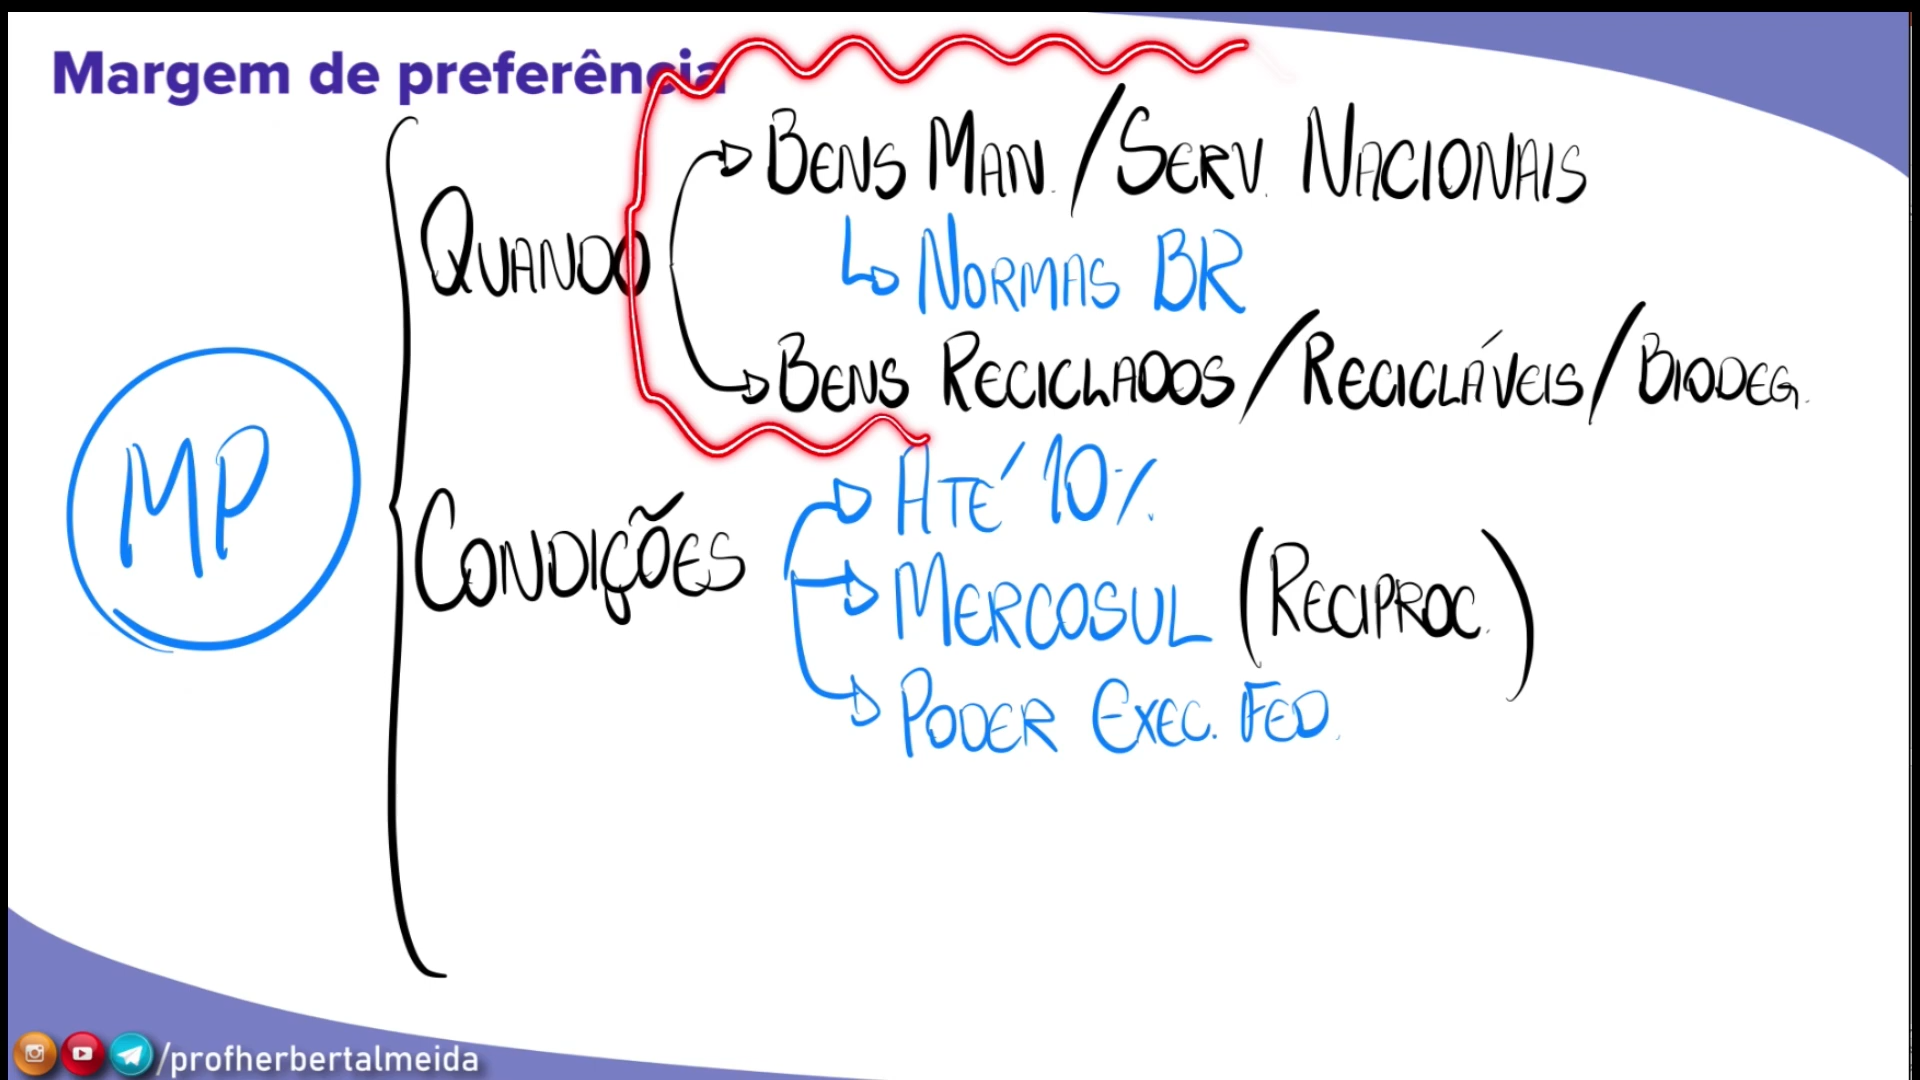 Margem de preferência
MP
QUANDO
BENS MAN. / SERV. NACIONAIS
NORMAS BR
BENS RECICLADOS / RECICLÁVEIS / BIODEG.
CONDIÇÕES
ATÉ 10%
MERCOSUL (RECIPROC.)
PODER EXEC. FED.
/profherbertalmeida